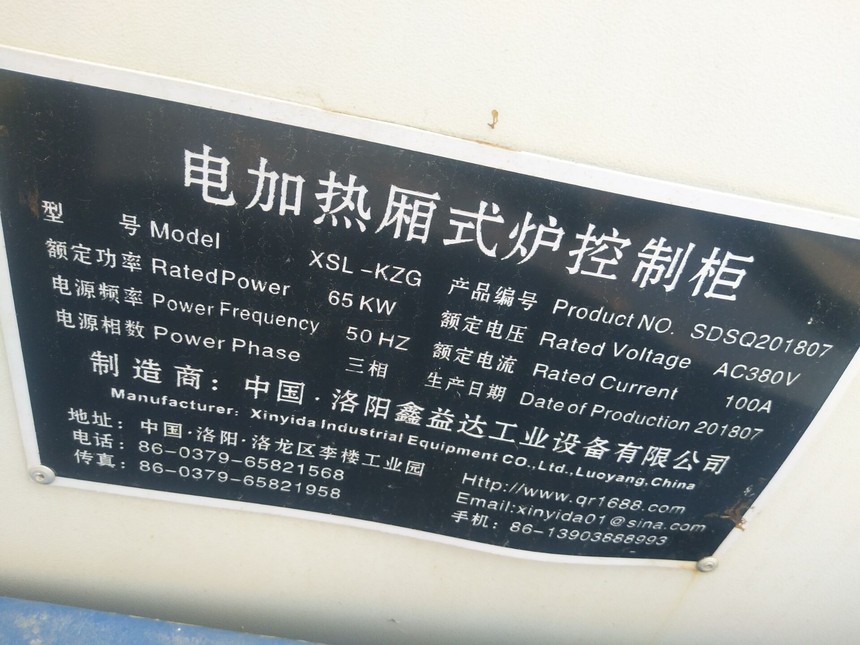 电加热厢式炉控制柜
型 号 Model XSL-KZG 产品编号 Product NO. SDSQ201807
额定功率 RatedPower 65KW 额定电压 Rated Voltage AC380V
电源频率 Power Frequency 50HZ 额定电流 Rated Current 100A
电源相数 Power Phase 三相 生产日期 Date of Production 201807
制造商：中国·洛阳鑫益达工业设备有限公司
Manufacturer: Xinyida Industrial Equipment CO.,Ltd.,Luoyang,China
地址：中国·洛阳·洛龙区李楼工业园 Http://www.qr1688.com
电话：86-0379-65821568 Email:xinyida01@sina.com
传真：86-0379-65821958 手机：86-13903888993